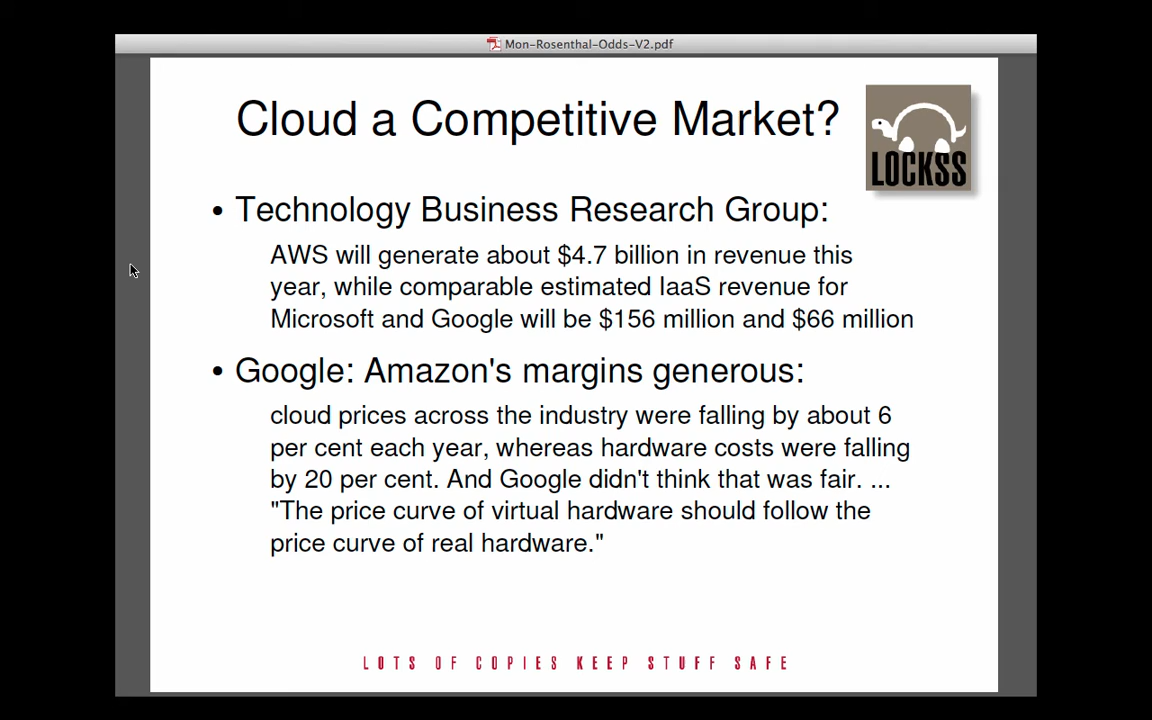 Mon-Rosenthal-Odds-V2.pdf
Cloud a Competitive Market?
LOCKSS
• Technology Business Research Group:
AWS will generate about $4.7 billion in revenue this
year, while comparable estimated IaaS revenue for
Microsoft and Google will be $156 million and $66 million
• Google: Amazon's margins generous:
cloud prices across the industry were falling by about 6
per cent each year, whereas hardware costs were falling
by 20 per cent. And Google didn't think that was fair. ...
"The price curve of virtual hardware should follow the
price curve of real hardware."
LOTS OF COPIES KEEP STUFF SAFE